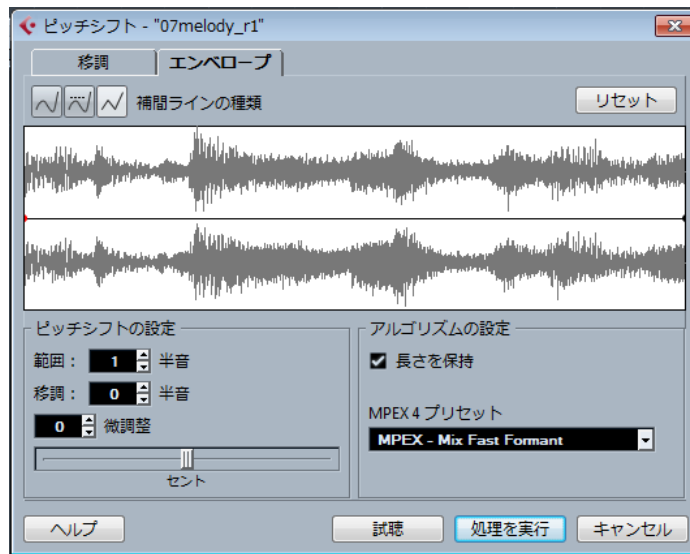 ピッチシフト - "07melody_r1"
移調
エンベロープ
補間ラインの種類
リセット
ピッチシフトの設定
範囲： 1 半音
移調： 0 半音
0 微調整
セント
アルゴリズムの設定
長さを保持
MPEX 4 プリセット
MPEX - Mix Fast Formant
ヘルプ
試聴
処理を実行
キャンセル